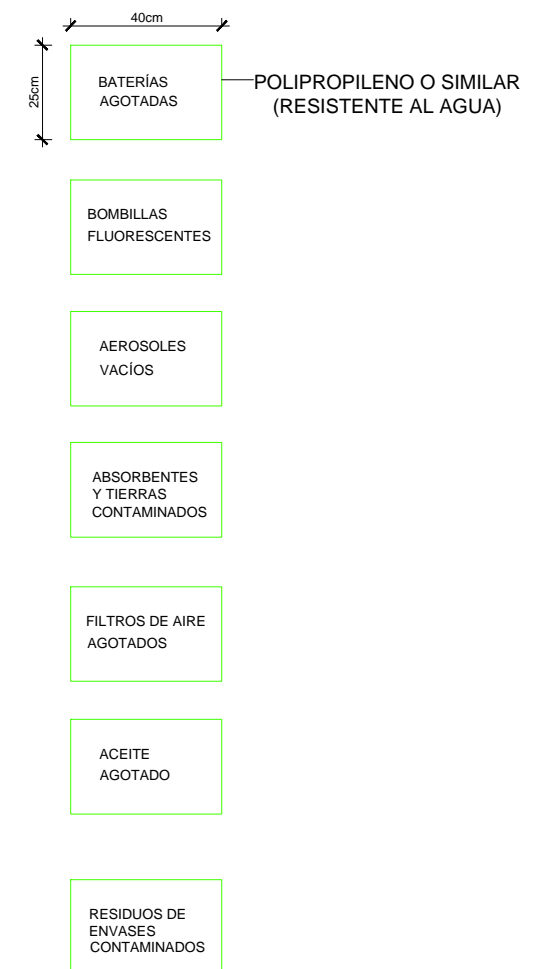 40cm
25cm
BATERÍAS
AGOTADAS
POLIPROPILENO O SIMILAR
(RESISTENTE AL AGUA)
BOMBILLAS
FLUORESCENTES
AEROSOLES
VACÍOS
ABSORBENTES
Y TIERRAS
CONTAMINADOS
FILTROS DE AIRE
AGOTADOS
ACEITE
AGOTADO
RESIDUOS DE
ENVASES
CONTAMINADOS